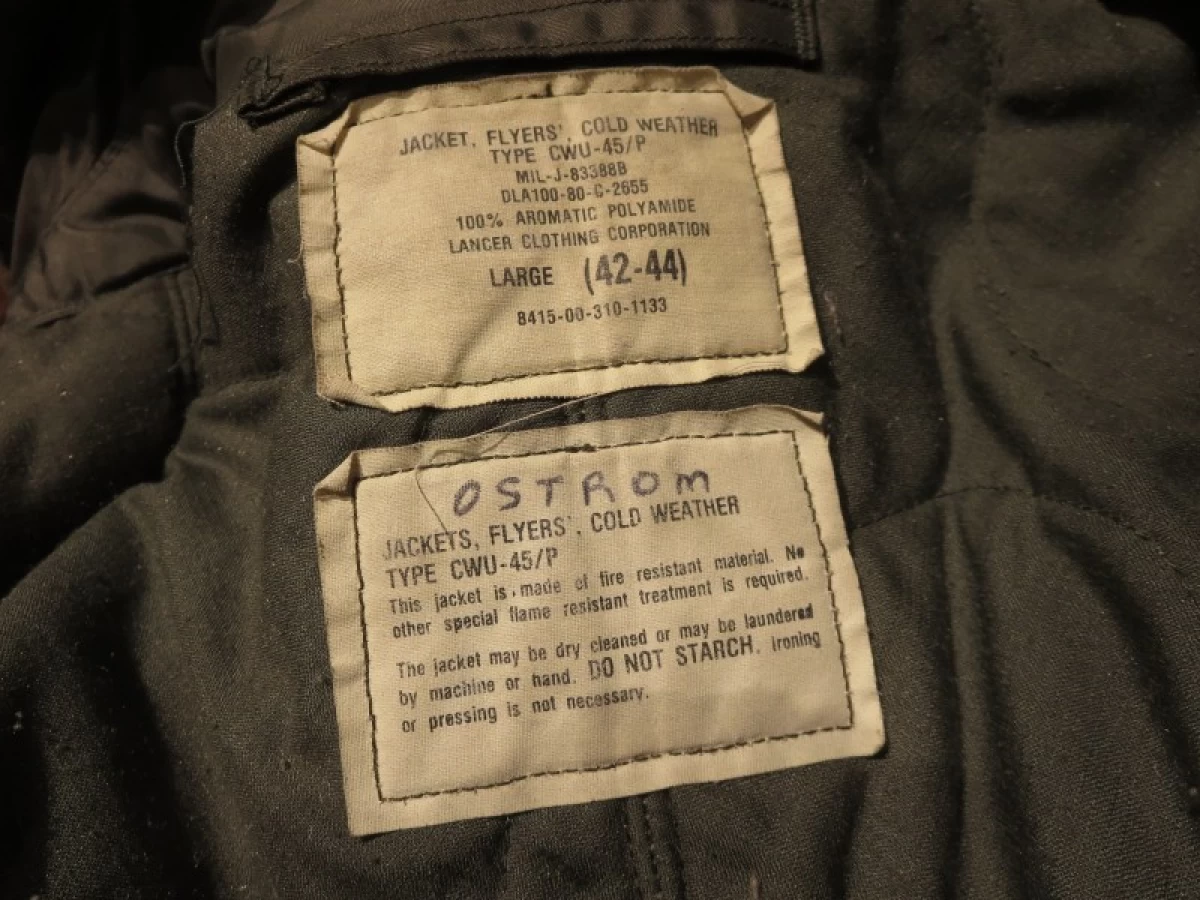 JACKET, FLYERS', COLD WEATHER
TYPE CWU-45/P
MIL-J-83388B
DLA100-80-C-2655
100% AROMATIC POLYAMIDE
LANCER CLOTHING CORPORATION
LARGE (42-44)
8415-00-310-1133
OSTROM
JACKETS, FLYERS', COLD WEATHER
TYPE CWU-45/P
This jacket is made of fire resistant material. No
other special flame resistant treatment is required.
The jacket may be dry cleaned or may be laundered
by machine or hand. DO NOT STARCH. Ironing
or pressing is not necessary.